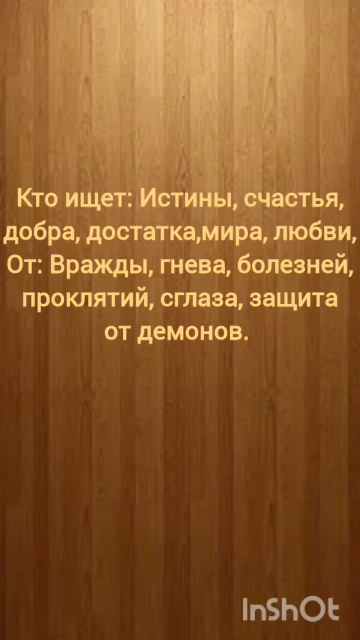 Кто ищет: Истины, счастья,
добра, достатка,мира, любви,
От: Вражды, гнева, болезней,
проклятий, сглаза, защита
от демонов.
InShOt